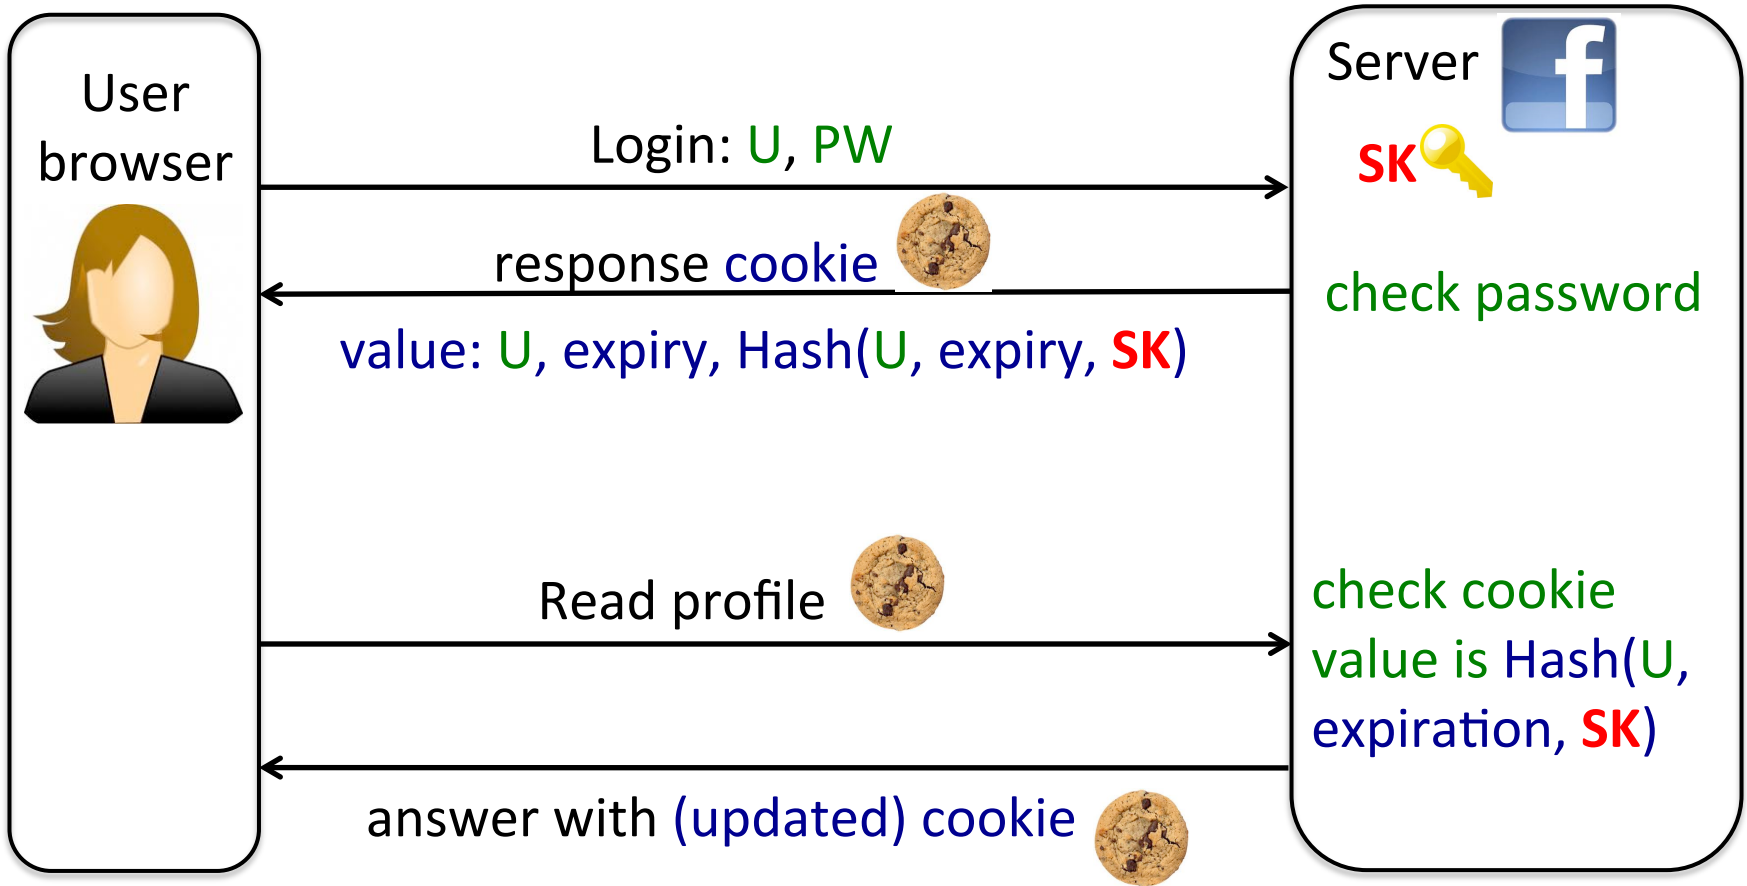 User
browser
Server
f
SK
Login: U, PW
response cookie
check password
value: U, expiry, Hash(U, expiry, SK)
Read profile
check cookie
value is Hash(U,
expiration, SK)
answer with (updated) cookie